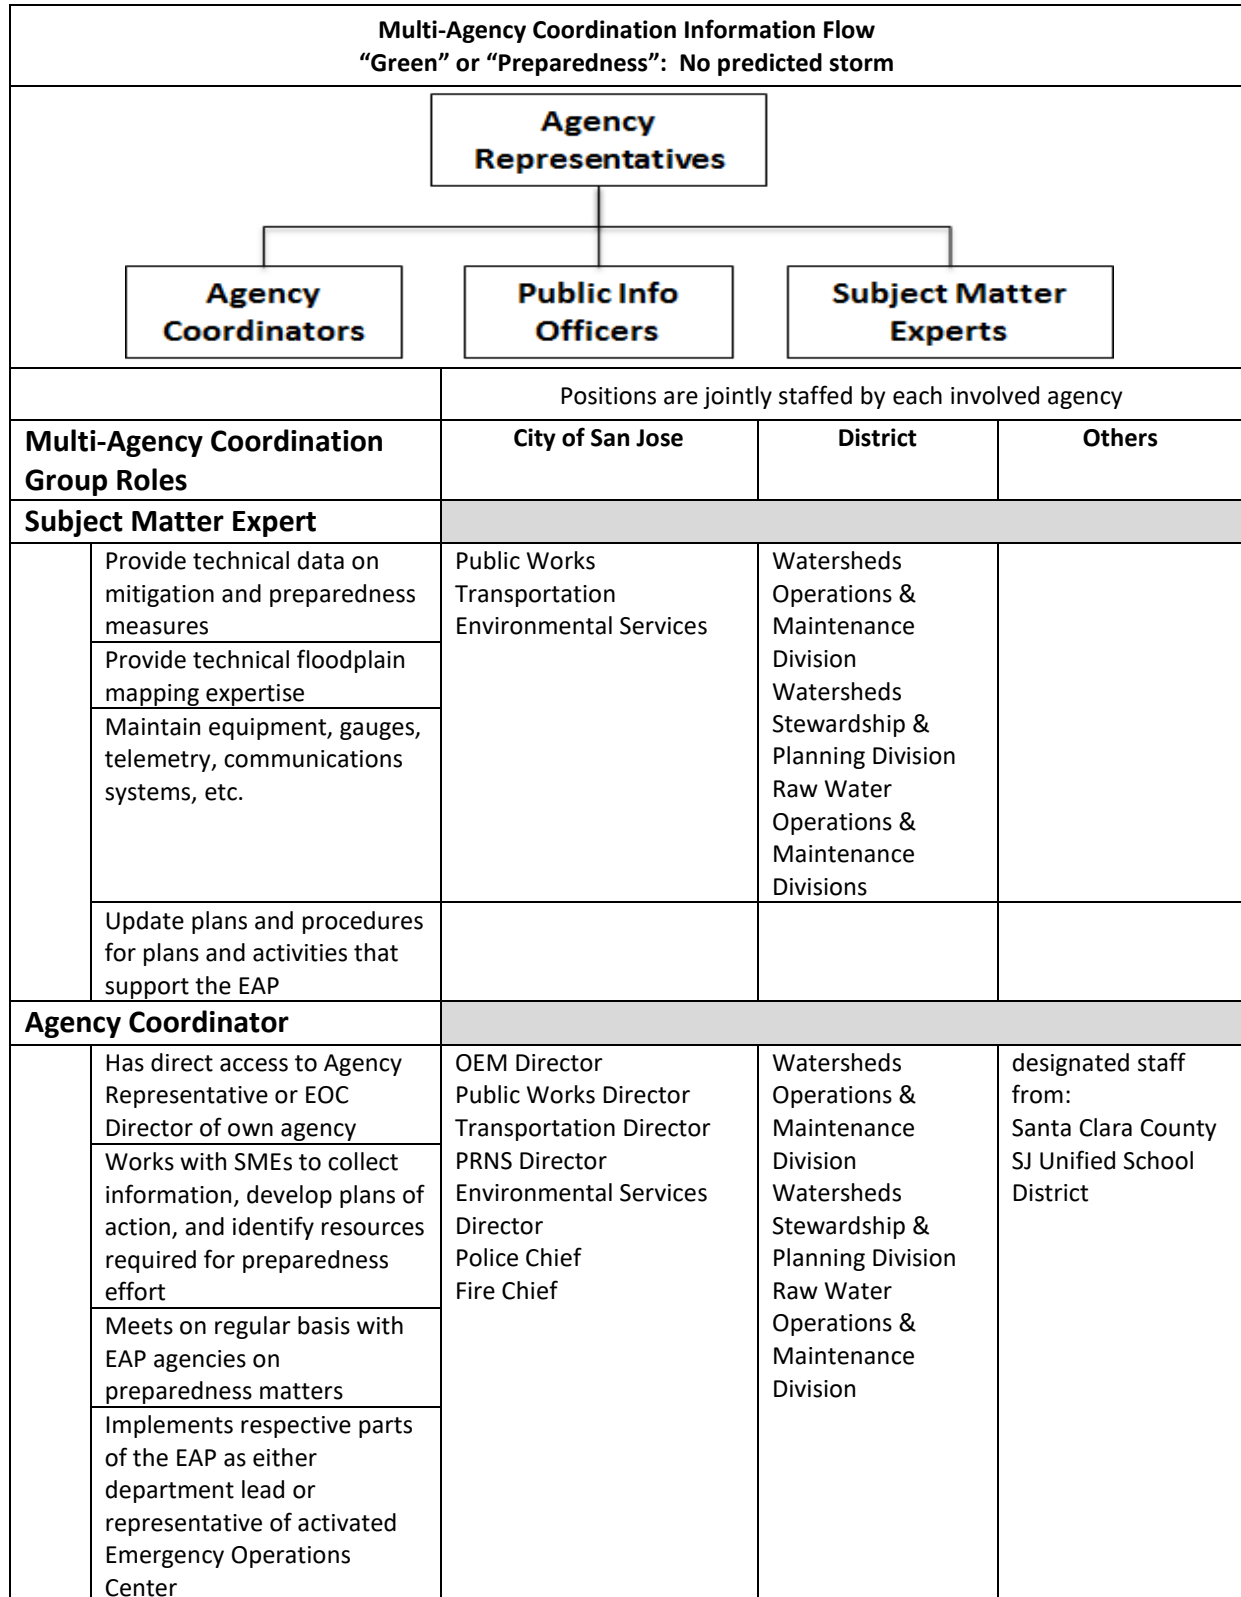 Multi-Agency Coordination Information Flow
“Green” or “Preparedness”:  No predicted storm
Agency
Representatives
Agency
Coordinators
Public Info
Officers
Subject Matter
Experts
Positions are jointly staffed by each involved agency
Multi-Agency Coordination
Group Roles
City of San Jose
District
Others
Subject Matter Expert
Provide technical data on
mitigation and preparedness
measures
Provide technical floodplain
mapping expertise
Maintain equipment, gauges,
telemetry, communications
systems, etc.
Public Works
Transportation
Environmental Services
Watersheds
Operations &
Maintenance
Division
Watersheds
Stewardship &
Planning Division
Raw Water
Operations &
Maintenance
Divisions
Update plans and procedures
for plans and activities that
support the EAP
Agency Coordinator
Has direct access to Agency
Representative or EOC
Director of own agency
Works with SMEs to collect
information, develop plans of
action, and identify resources
required for preparedness
effort
Meets on regular basis with
EAP agencies on
preparedness matters
Implements respective parts
of the EAP as either
department lead or
representative of activated
Emergency Operations
Center
OEM Director
Public Works Director
Transportation Director
PRNS Director
Environmental Services
Director
Police Chief
Fire Chief
Watersheds
Operations &
Maintenance
Division
Watersheds
Stewardship &
Planning Division
Raw Water
Operations &
Maintenance
Division
designated staff
from:
Santa Clara County
SJ Unified School
District